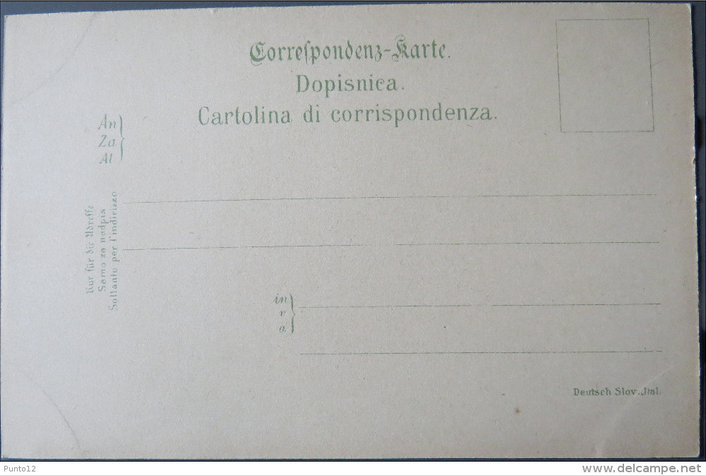 Correſpondenz-Karte.
Dopisnica.
Cartolina di corrispondenza.
An
Za
Al
Nur für die Adreſſe
Samo za nadpis
Soltanto per l'indirizzo
in
v
a
Deutsch Slov. Ital.
Punto12
delcampe.net